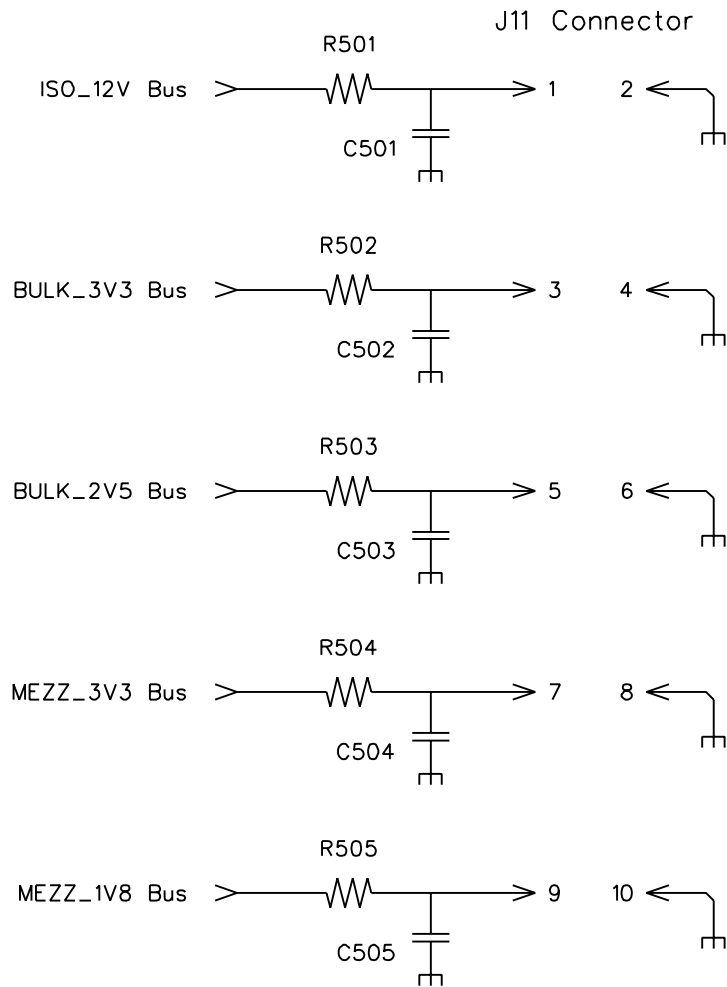 J11 Connector
R501
ISO_12V Bus 1 2
C501
R502
BULK_3V3 Bus 3 4
C502
R503
BULK_2V5 Bus 5 6
C503
R504
MEZZ_3V3 Bus 7 8
C504
R505
MEZZ_1V8 Bus 9 10
C505